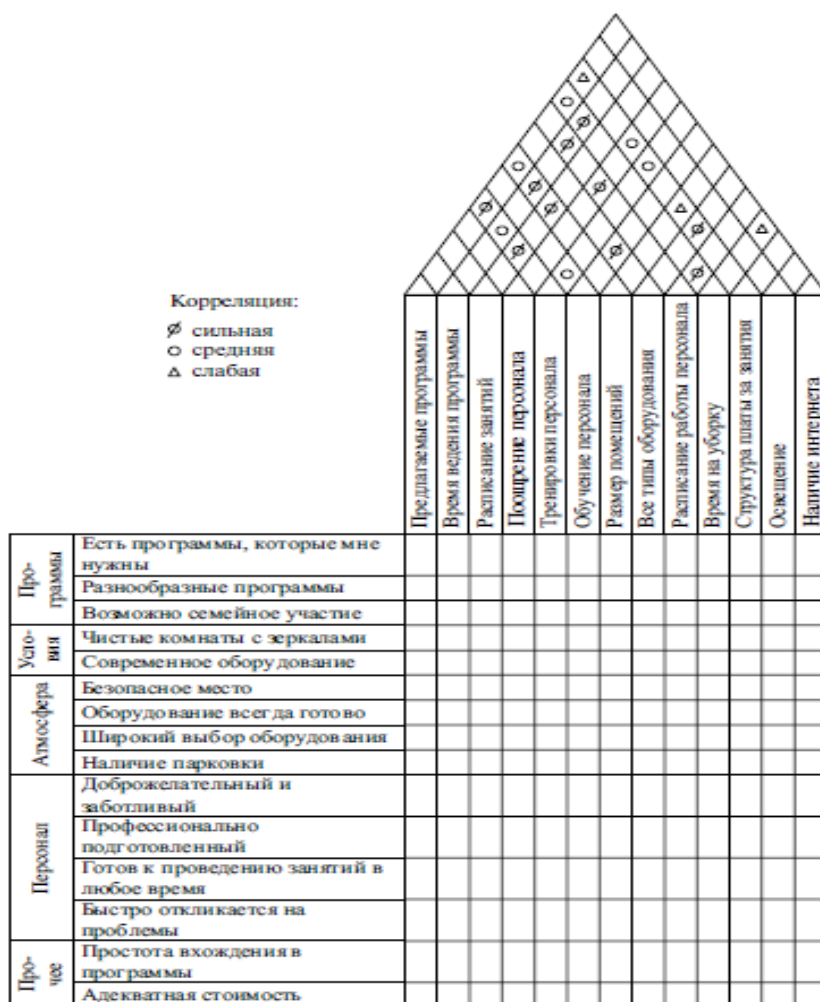 Корреляция:
сильная
средняя
слабая
Предлагаемые программы
Время ведения программы
Расписание занятий
Поощрение персонала
Тренировки персонала
Обучение персонала
Размер помещений
Все типы оборудования
Расписание работы персонала
Время на уборку
Структура платы за занятия
Освещение
Наличие интернета
Про-
граммы
Есть программы, которые мне
нужны
Разнообразные программы
Возможно семейное участие
Усло-
вия
Чистые комнаты с зеркалами
Современное оборудование
Атмосфера
Безопасное место
Оборудование всегда готово
Широкий выбор оборудования
Наличие парковки
Персонал
Доброжелательный и
заботливый
Профессионально
подготовленный
Готов к проведению занятий в
любое время
Быстро откликается на
проблемы
Про-
чее
Простота вхождения в
программы
Адекватная стоимость